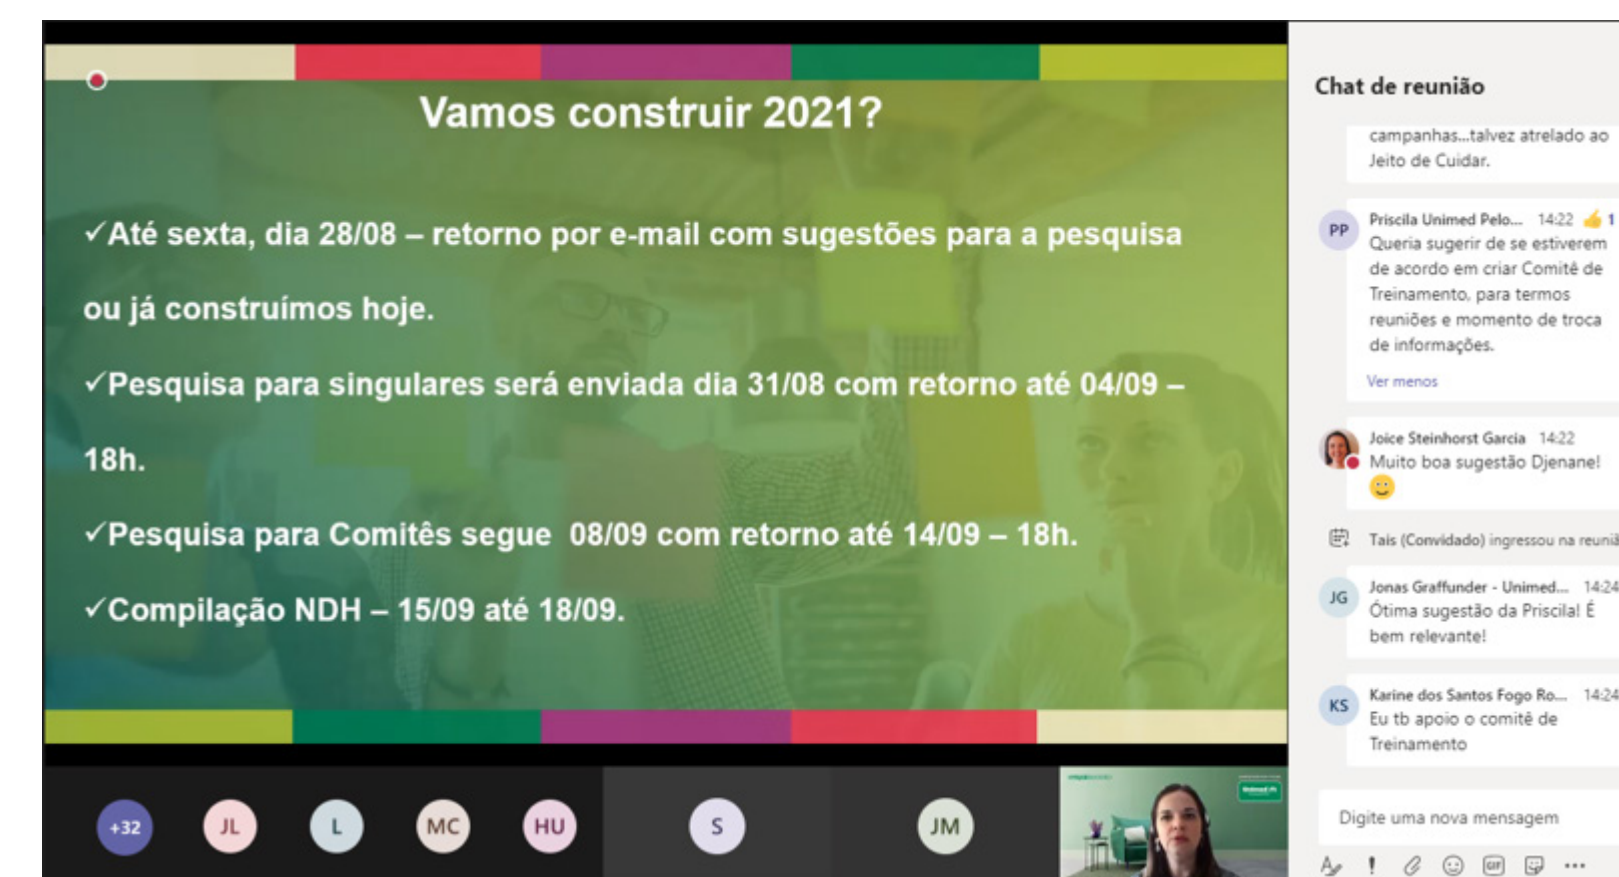 Vamos construir 2021?
✓Até sexta, dia 28/08 – retorno por e-mail com sugestões para a pesquisa
ou já construímos hoje.
✓Pesquisa para singulares será enviada dia 31/08 com retorno até 04/09 –
18h.
✓Pesquisa para Comitês segue 08/09 com retorno até 14/09 – 18h.
✓Compilação NDH – 15/09 até 18/09.
+32
JL
L
MC
HU
S
JM
Chat de reunião
campanhas...talvez atrelado ao
Jeito de Cuidar.
PP
Priscila Unimed Pelo... 14:22 👍 1
Queria sugerir de se estiverem
de acordo em criar Comitê de
Treinamento, para termos
reuniões e momento de troca
de informações.
Ver menos
Joice Steinhorst Garcia 14:22
Muito boa sugestão Djenane!
🙂
Tais (Convidado) ingressou na reuniã
JG
Jonas Graffunder - Unimed... 14:24
Ótima sugestão da Priscila! É
bem relevante!
KS
Karine dos Santos Fogo Ro... 14:24
Eu tb apoio o comitê de
Treinamento
Digite uma nova mensagem
GIF